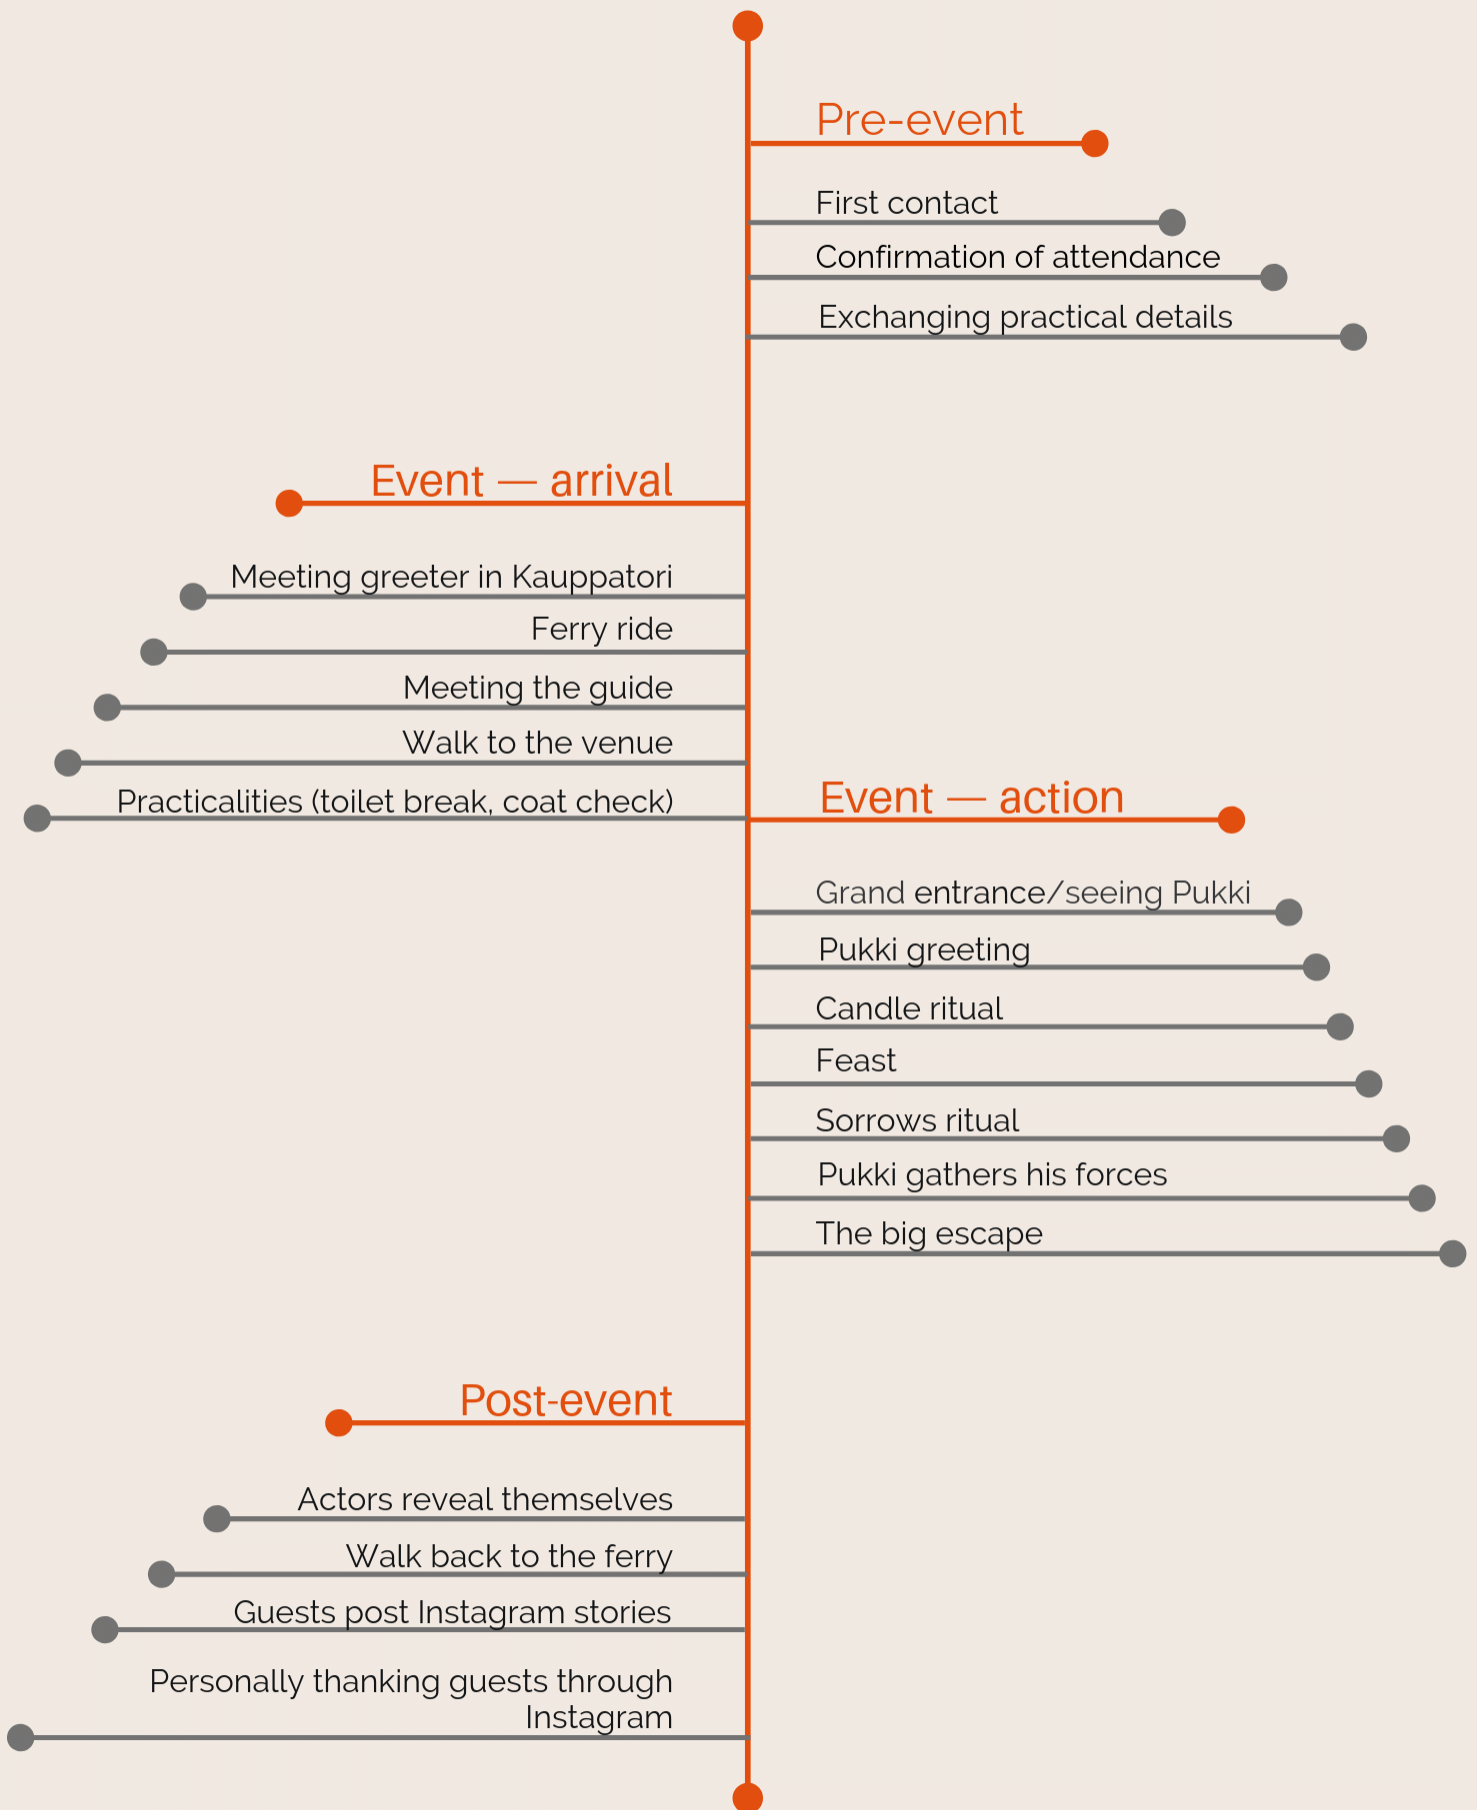 Pre-event
First contact
Confirmation of attendance
Exchanging practical details
Event — arrival
Meeting greeter in Kauppatori
Ferry ride
Meeting the guide
Walk to the venue
Practicalities (toilet break, coat check)
Event — action
Grand entrance/seeing Pukki
Pukki greeting
Candle ritual
Feast
Sorrows ritual
Pukki gathers his forces
The big escape
Post-event
Actors reveal themselves
Walk back to the ferry
Guests post Instagram stories
Personally thanking guests through
Instagram